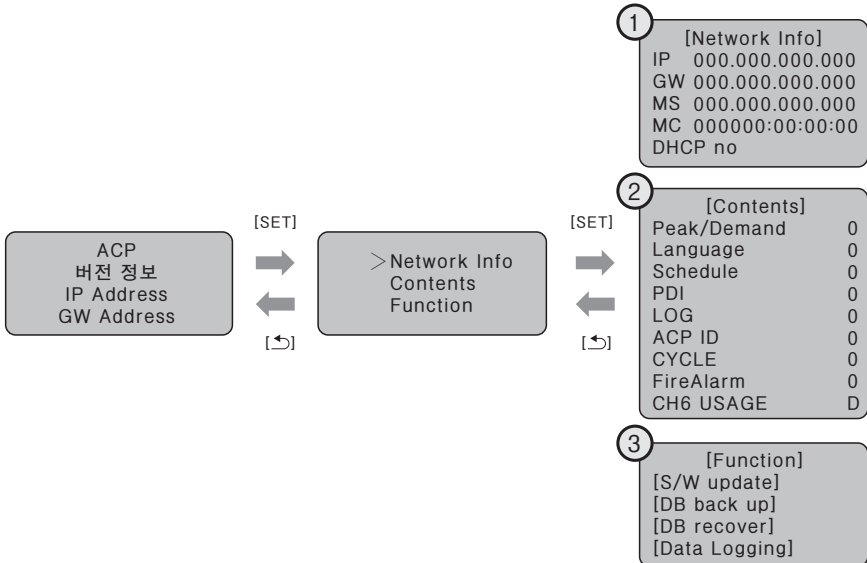 ACP
버전 정보
IP Address
GW Address
[SET]
[⮌]
>Network Info
Contents
Function
[SET]
[⮌]
1
[Network Info]
IP 000.000.000.000
GW 000.000.000.000
MS 000.000.000.000
MC 000000:00:00:00
DHCP no
2
[Contents]
Peak/Demand 0
Language 0
Schedule 0
PDI 0
LOG 0
ACP ID 0
CYCLE 0
FireAlarm 0
CH6 USAGE D
3
[Function]
[S/W update]
[DB back up]
[DB recover]
[Data Logging]